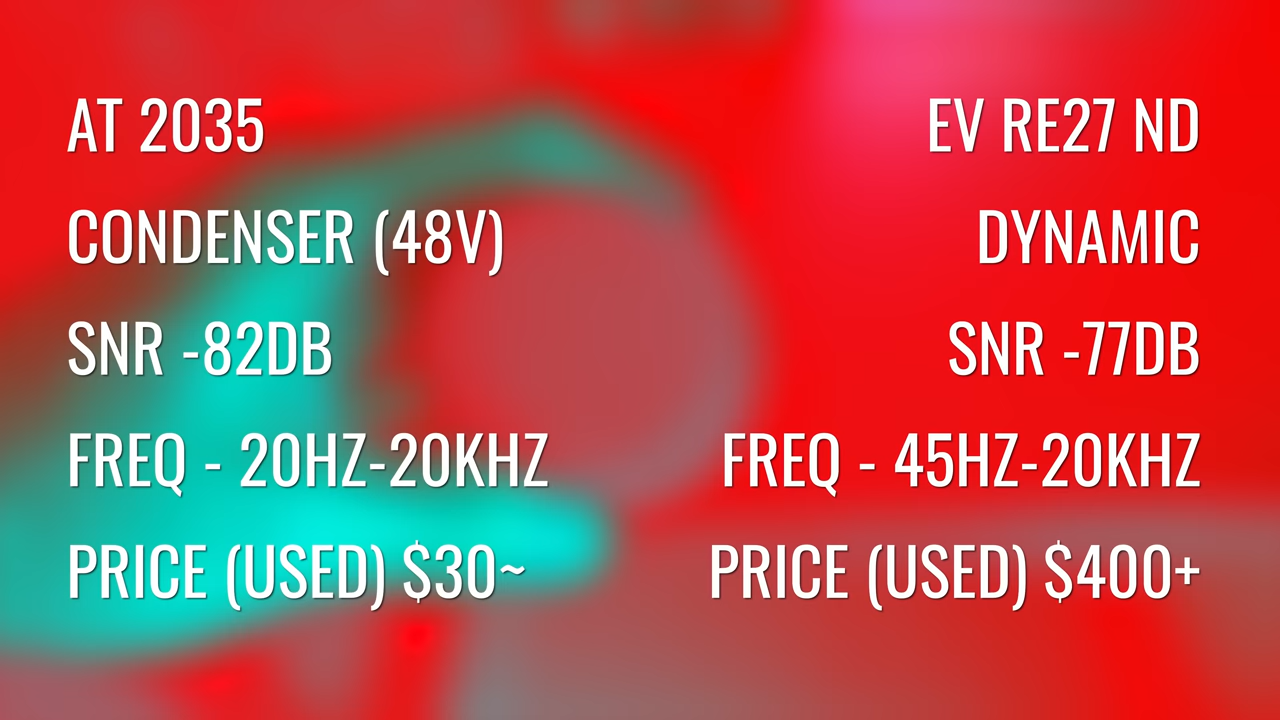 AT 2035
EV RE27 ND
CONDENSER (48V)
DYNAMIC
SNR -82DB
SNR -77DB
FREQ - 20HZ-20KHZ
FREQ - 45HZ-20KHZ
PRICE (USED) $30~
PRICE (USED) $400+